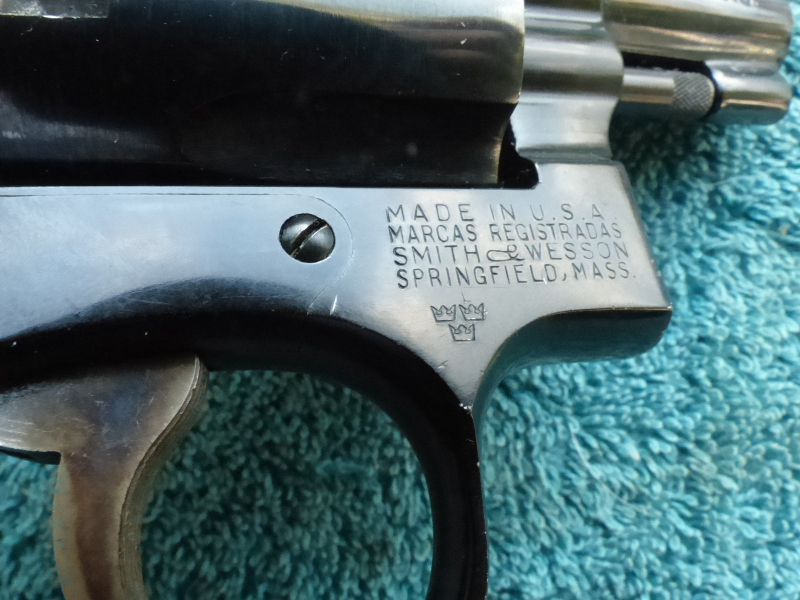 MADE IN U.S.A.
MARCAS REGISTRADAS
SMITH & WESSON
SPRINGFIELD, MASS.